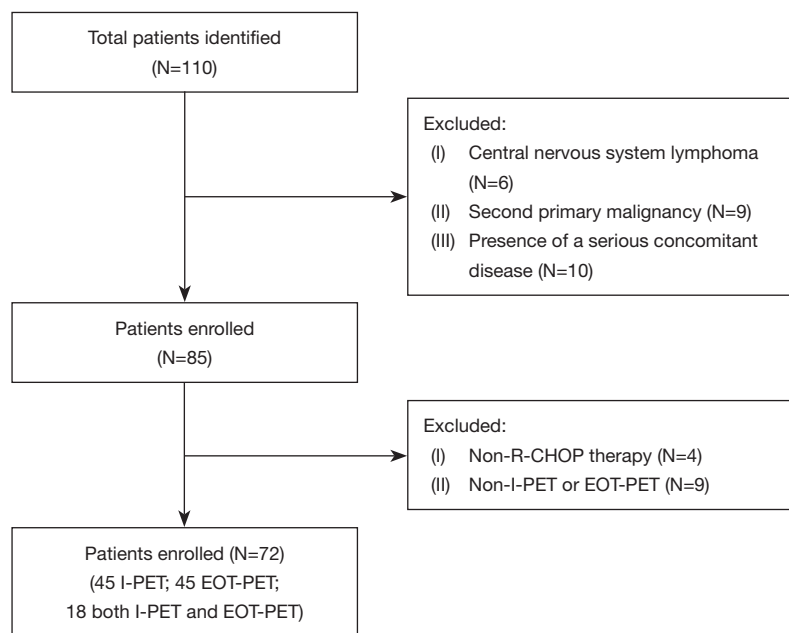 Total patients identified
(N=110)
Excluded:
(I) Central nervous system lymphoma
(N=6)
(II) Second primary malignancy (N=9)
(III) Presence of a serious concomitant
disease (N=10)
Patients enrolled
(N=85)
Excluded:
(I) Non-R-CHOP therapy (N=4)
(II) Non-I-PET or EOT-PET (N=9)
Patients enrolled (N=72)
(45 I-PET; 45 EOT-PET;
18 both I-PET and EOT-PET)